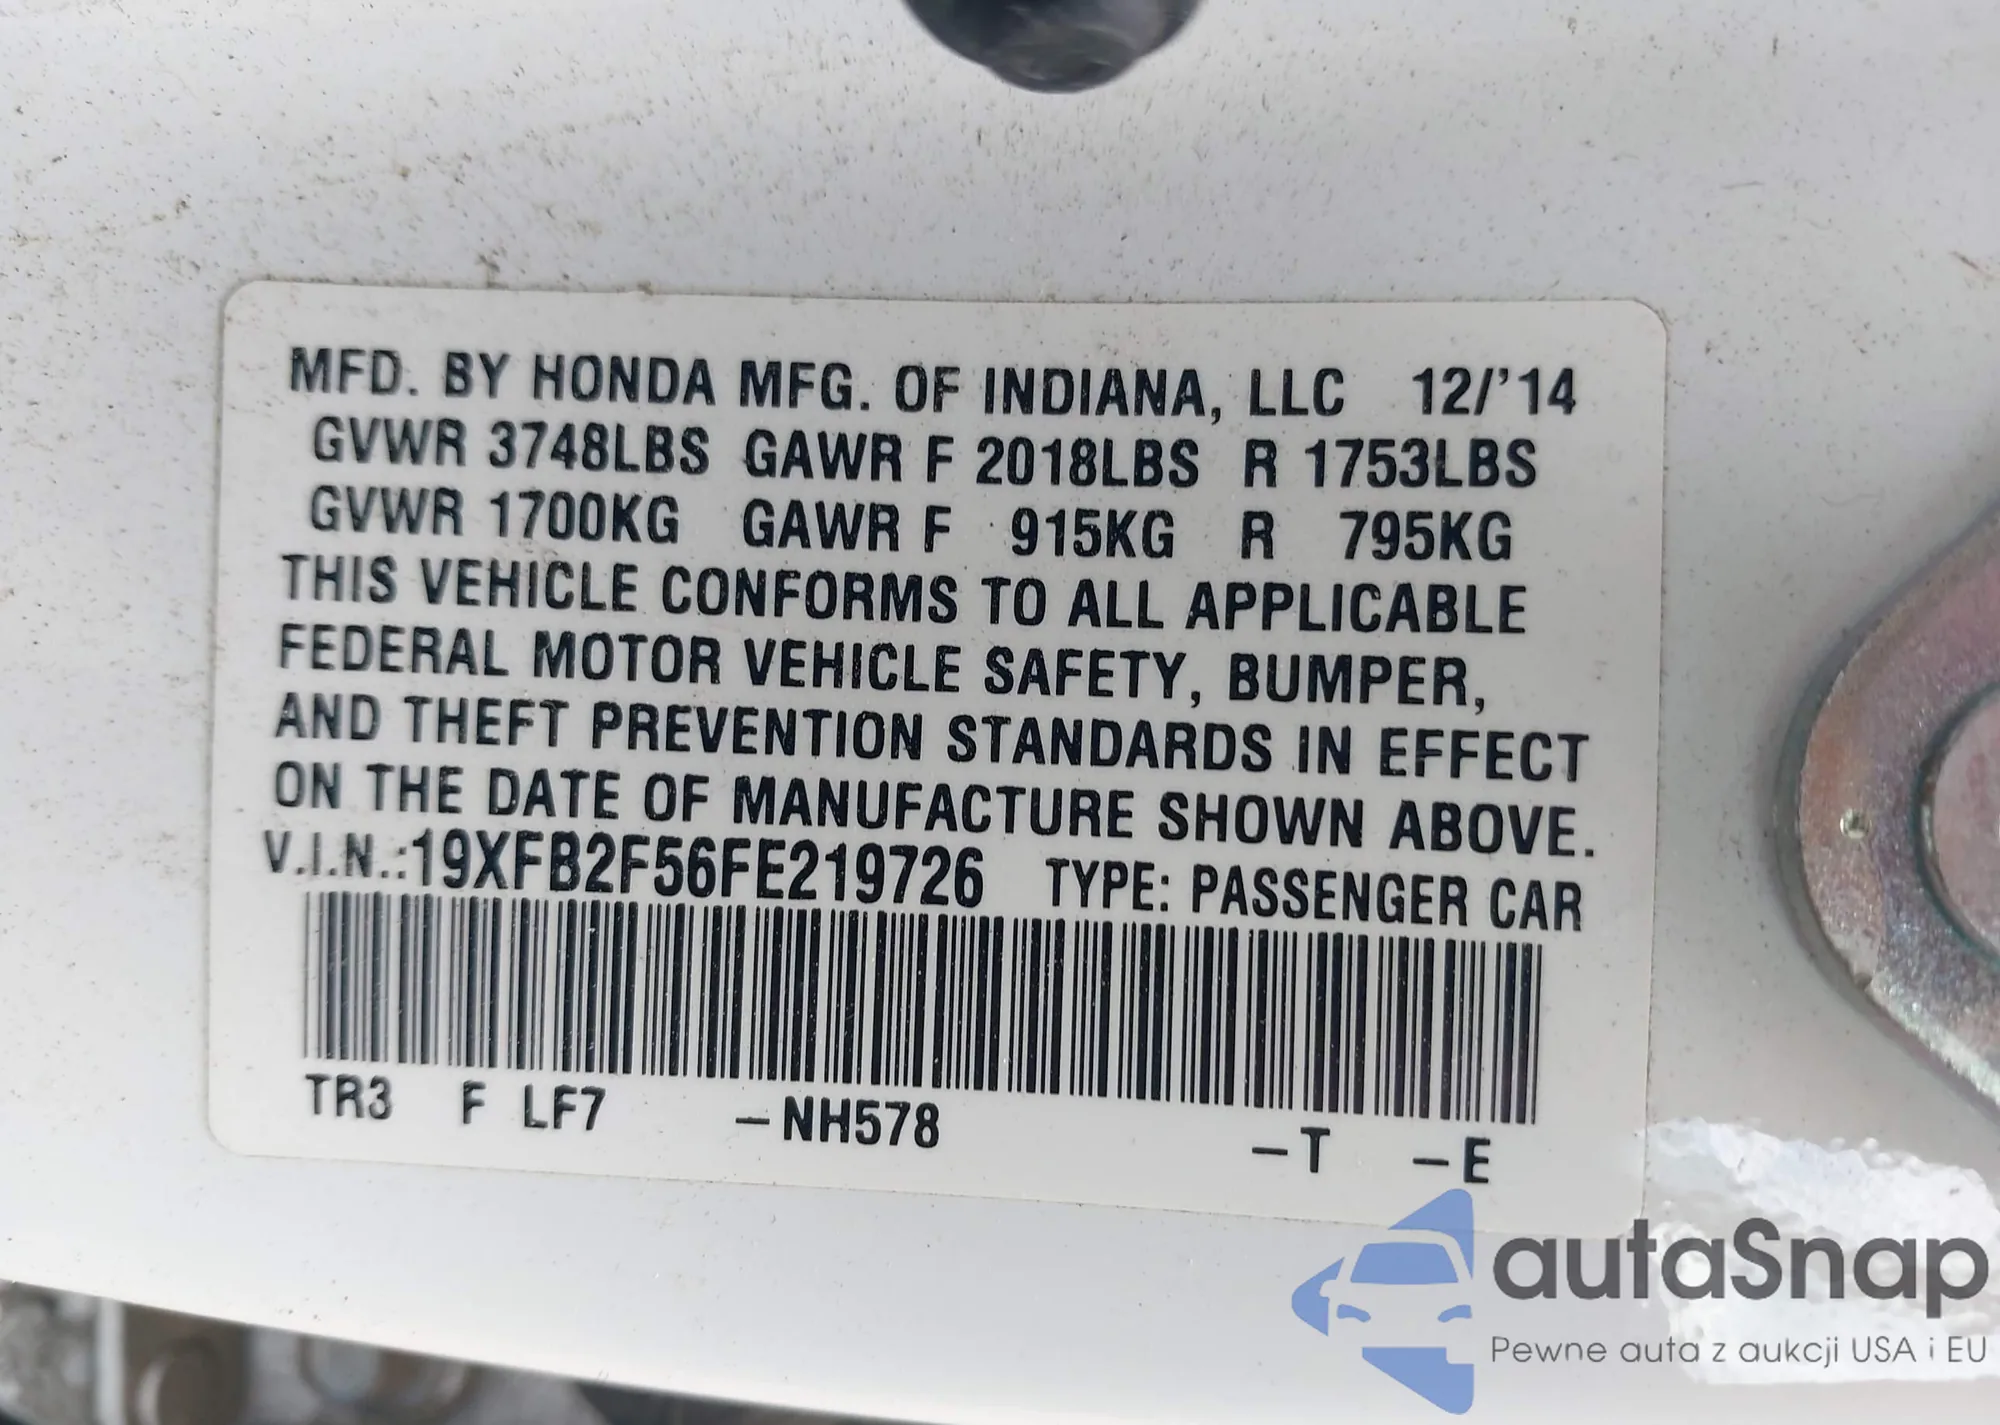 MFD. BY HONDA MFG. OF INDIANA, LLC 12/'14
GVWR 3748LBS GAWR F 2018LBS R 1753LBS
GVWR 1700KG GAWR F 915KG R 795KG
THIS VEHICLE CONFORMS TO ALL APPLICABLE
FEDERAL MOTOR VEHICLE SAFETY, BUMPER,
AND THEFT PREVENTION STANDARDS IN EFFECT
ON THE DATE OF MANUFACTURE SHOWN ABOVE.
V.I.N.:19XFB2F56FE219726 TYPE: PASSENGER CAR
TR3 F LF7 –NH578 –T –E
autaSnap
Pewne auta z aukcji USA i EU